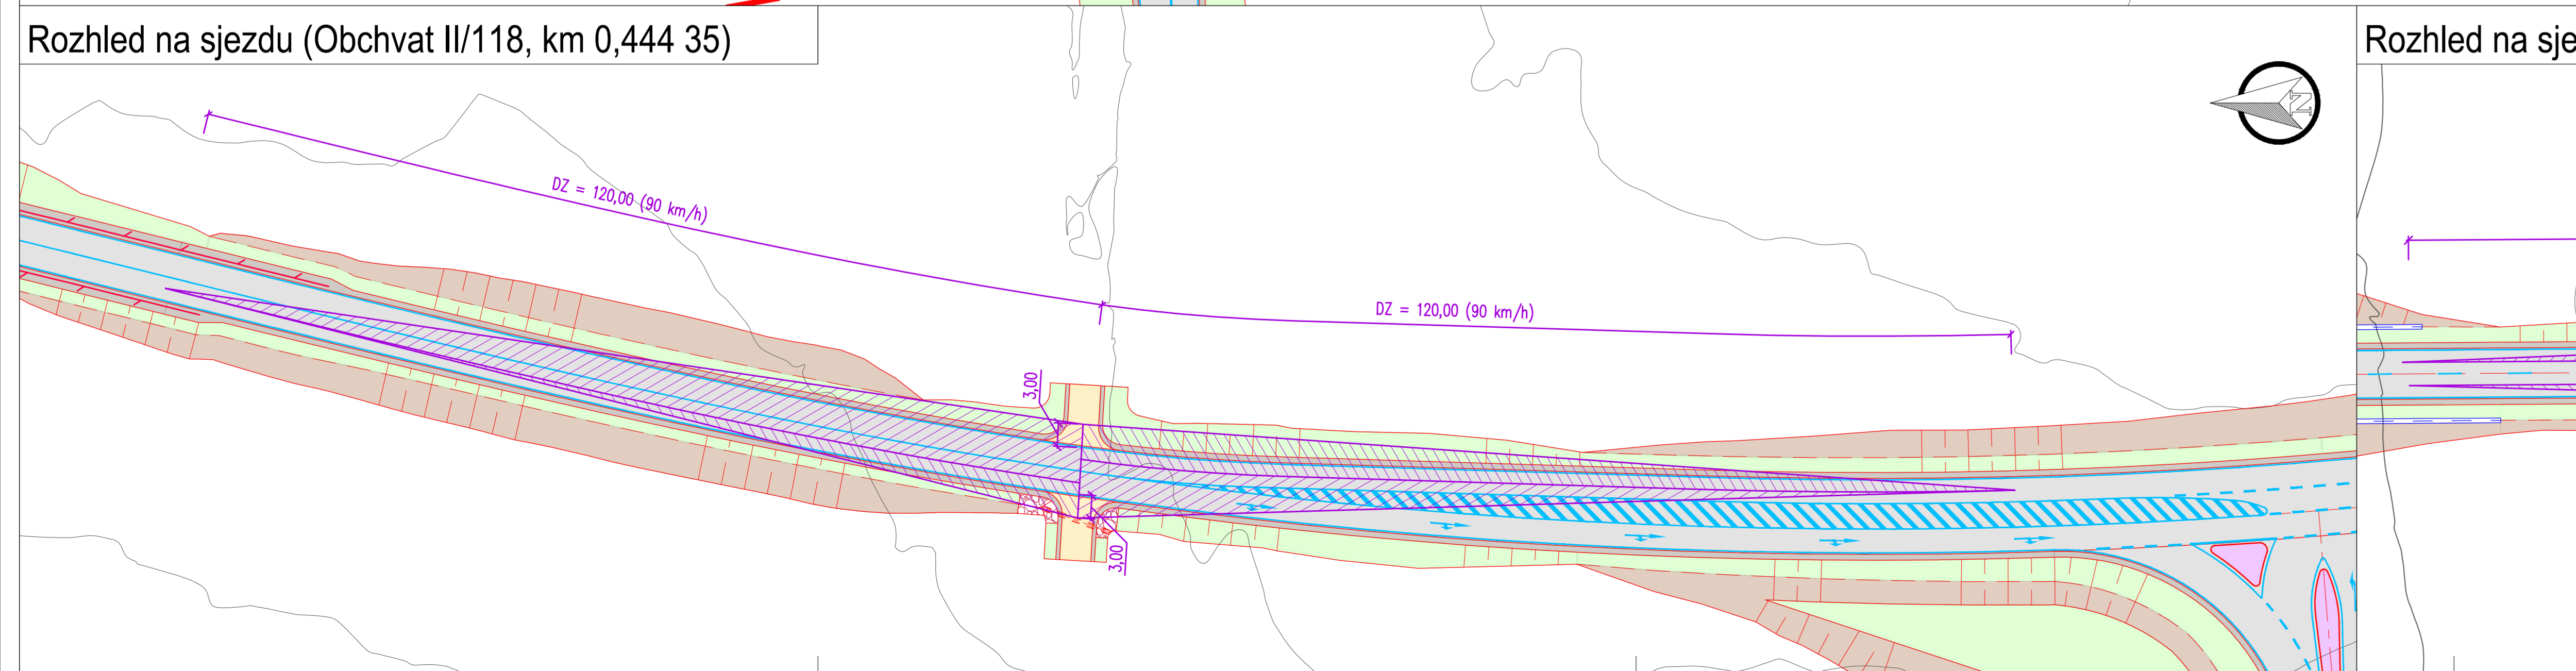 Rozhled na sjezdu (Obchvat II/118, km 0,444 35)
Rozhled na sje
N
DZ = 120,00 (90 km/h)
DZ = 120,00 (90 km/h)
3,00
3,00